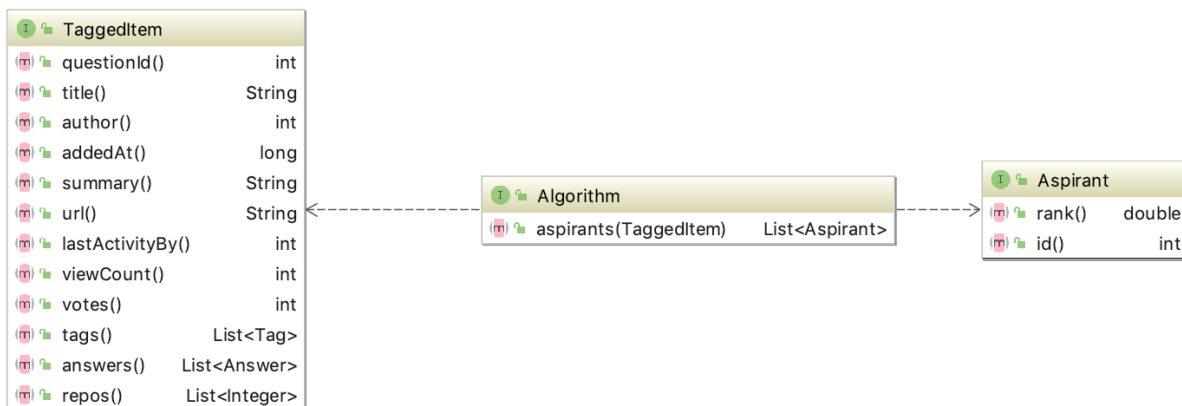 I TaggedItem
m questionId() int
m title() String
m author() int
m addedAt() long
m summary() String
m url() String
m lastActivityBy() int
m viewCount() int
m votes() int
m tags() List<Tag>
m answers() List<Answer>
m repos() List<Integer>
I Algorithm
m aspirants(TaggedItem) List<Aspirant>
I Aspirant
m rank() double
m id() int